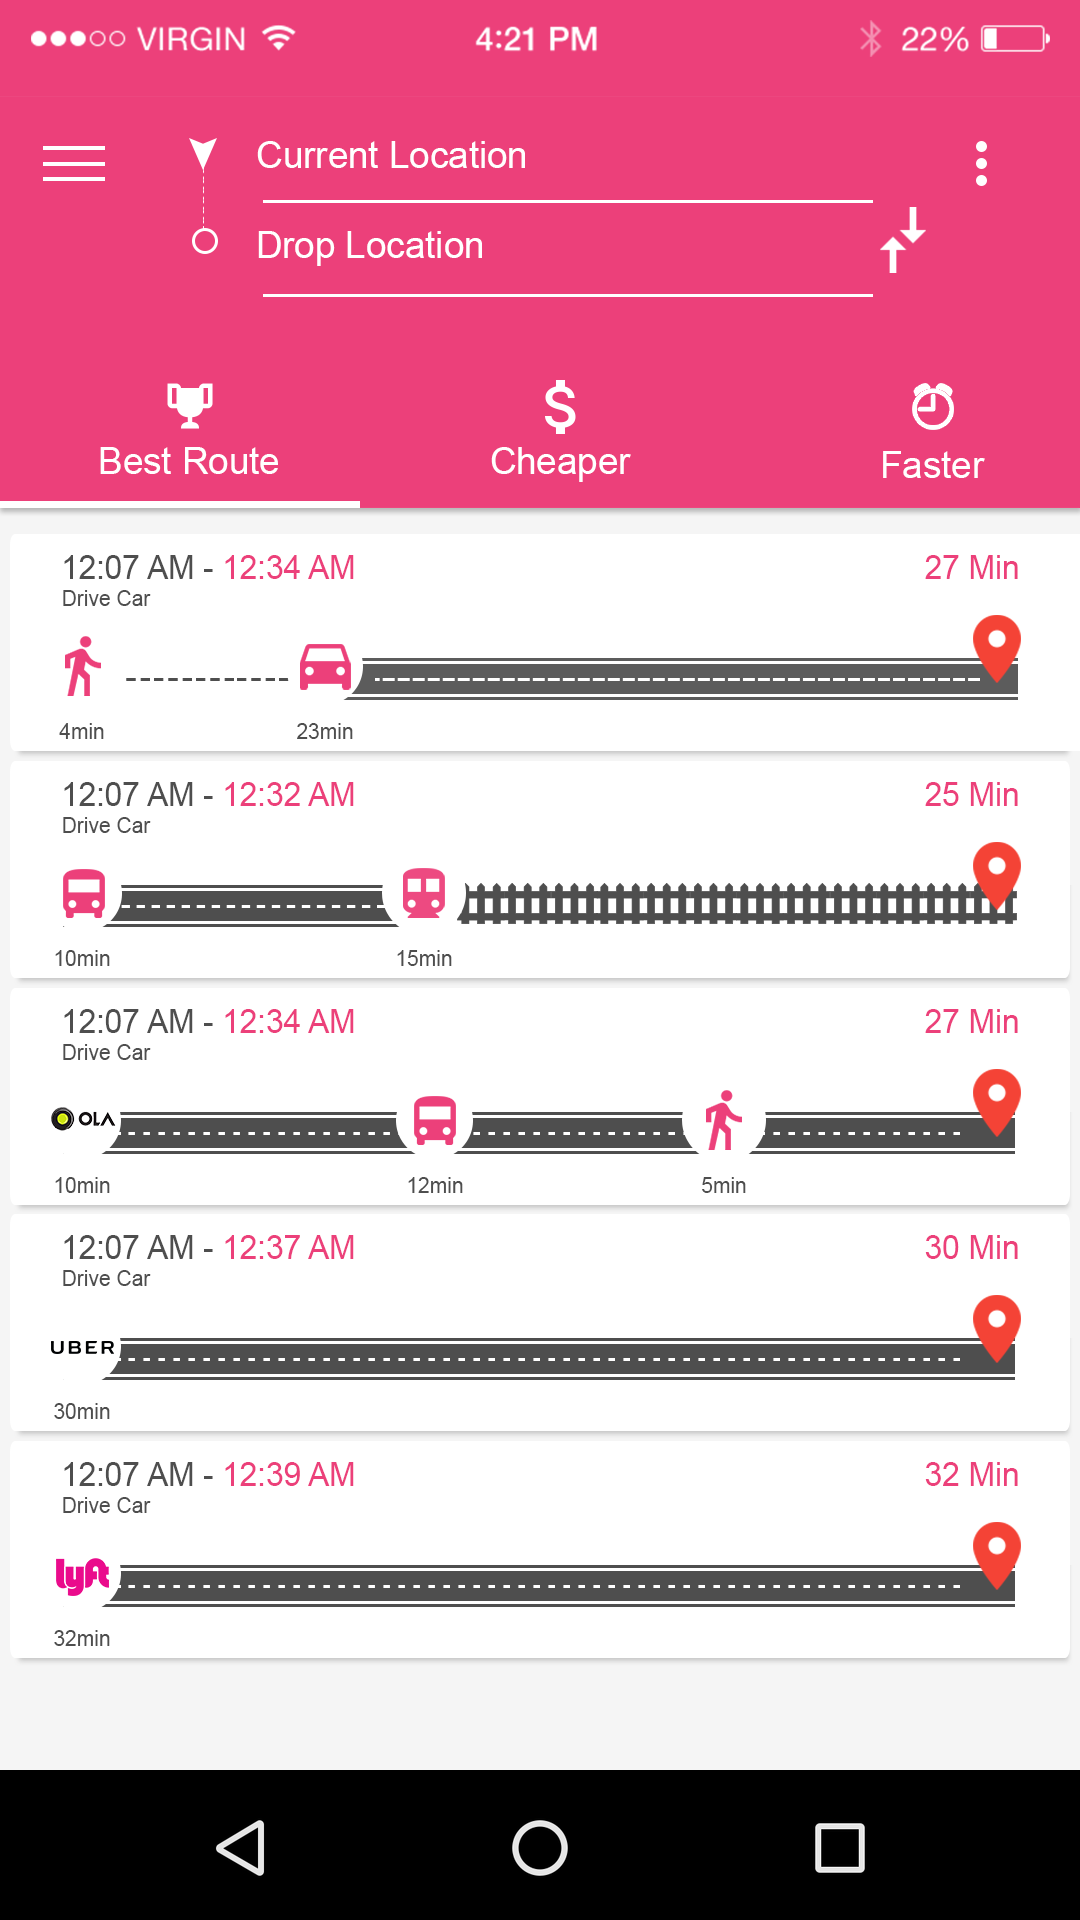 VIRGIN 4:21 PM 22%
Current Location
Drop Location
$
Best Route Cheaper Faster
12:07 AM - 12:34 AM 27 Min
Drive Car
4min 23min
12:07 AM - 12:32 AM 25 Min
Drive Car
10min 15min
12:07 AM - 12:34 AM 27 Min
Drive Car
OLA
10min 12min 5min
12:07 AM - 12:37 AM 30 Min
Drive Car
UBER
30min
12:07 AM - 12:39 AM 32 Min
Drive Car
lyft
32min